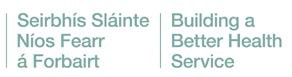 Seirbhís Sláinte
Níos Fearr
á Forbairt
Building a
Better Health
Service